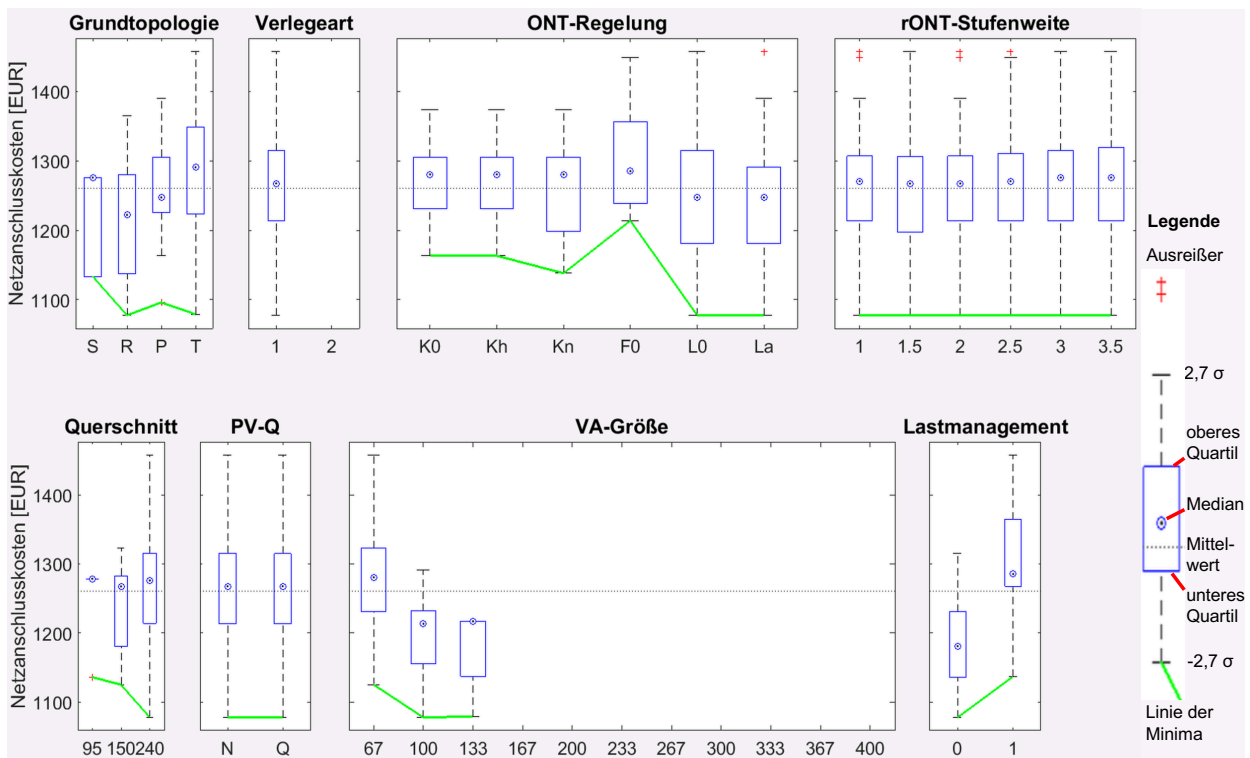 Grundtopologie
Verlegeart
ONT-Regelung
rONT-Stufenweite
Netzanschlusskosten [EUR]
1400
1300
1200
1100
S R P T
1 2
K0 Kh Kn F0 L0 La
1 1.5 2 2.5 3 3.5
Querschnitt
PV-Q
VA-Größe
Lastmanagement
Netzanschlusskosten [EUR]
1400
1300
1200
1100
95 150 240
N Q
67 100 133 167 200 233 267 300 333 367 400
0 1
Legende
Ausreißer
2,7 σ
oberes
Quartil
Median
Mittel-
wert
unteres
Quartil
-2,7 σ
Linie der
Minima